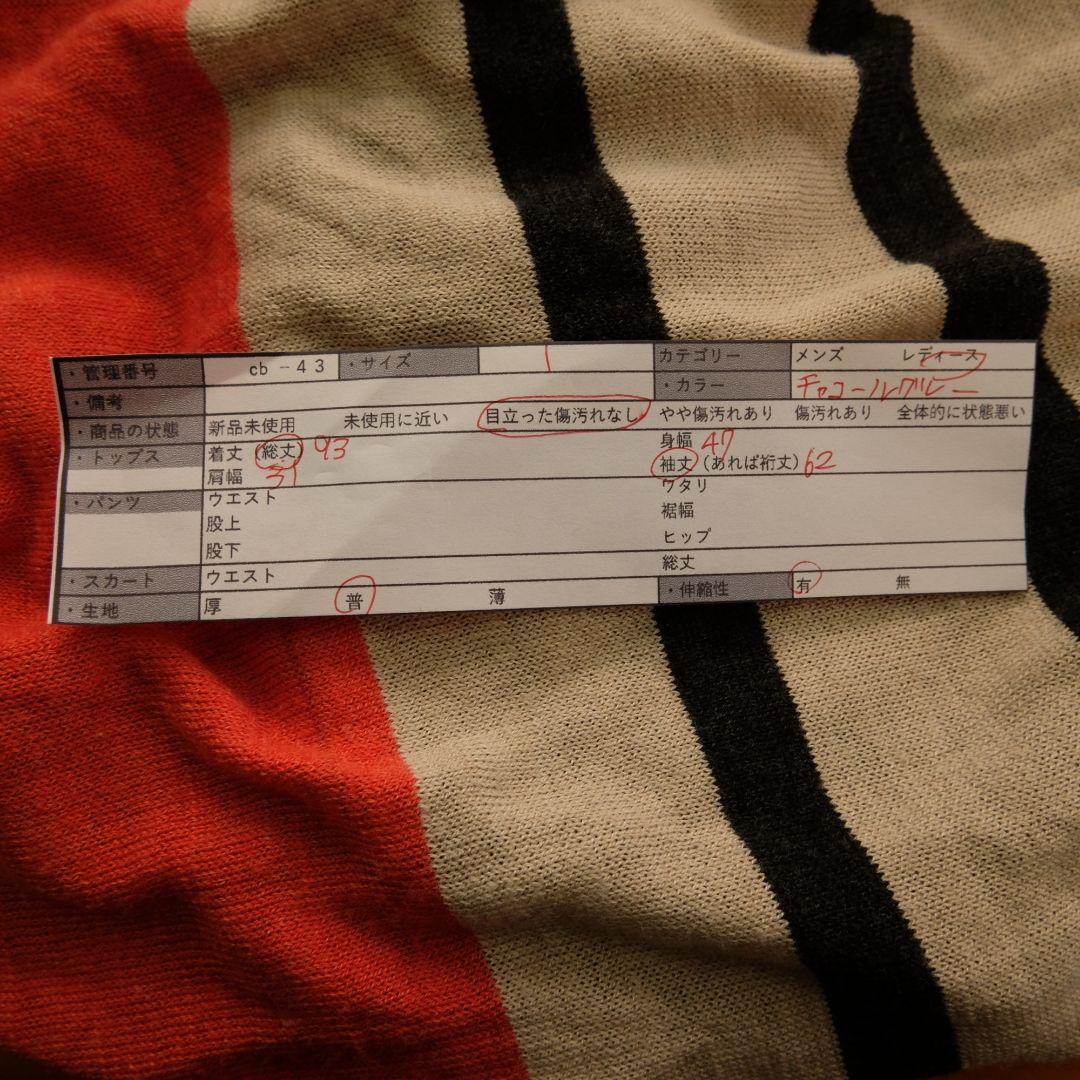 ・管理番号 cb-43 ・サイズ 1 カテゴリー メンズ レディース
・備考 ・カラー チャコールグレー
・商品の状態 新品未使用 未使用に近い 目立った傷汚れなし やや傷汚れあり 傷汚れあり 全体的に状態悪い
・トップス 着丈(総丈) 93 身幅 47
肩幅 31 袖丈(あれば裄丈) 62
・パンツ ウエスト ワタリ
股上 裾幅
股下 ヒップ
・スカート ウエスト 総丈
・生地 厚 普 薄 ・伸縮性 有 無